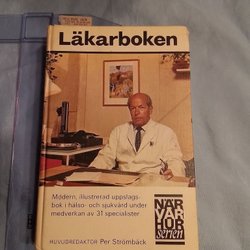 Läkarboken
Modern, illustrerad uppslags-
bok i hälso- och sjukvård under
medverkan av 31 specialister
HUVUDREDAKTÖR Per Strömbäck
NÄR
VAR
HUR
serien